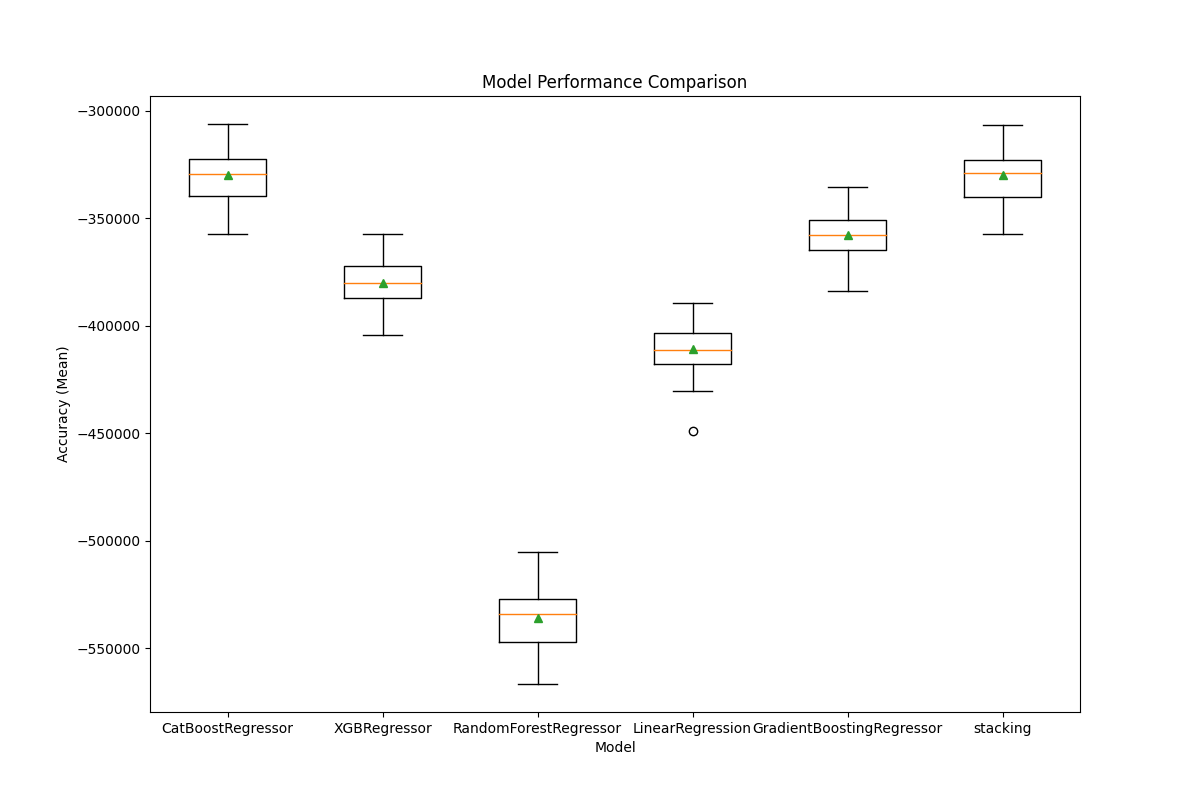 Model Performance Comparison
Accuracy (Mean)
−300000
−350000
−400000
−450000
−500000
−550000
CatBoostRegressor XGBRegressor RandomForestRegressor LinearRegression GradientBoostingRegressor stacking
Model